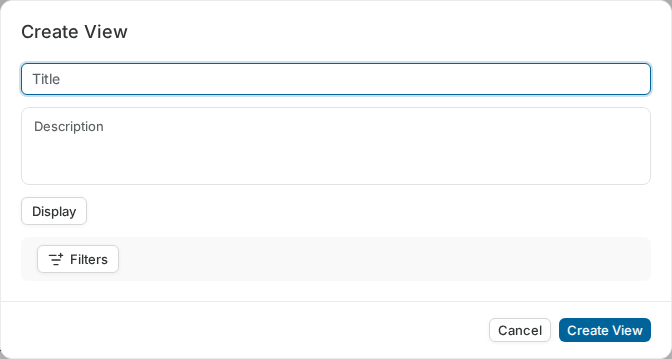 Create View
Title
Description
Display
Filters
Cancel
Create View